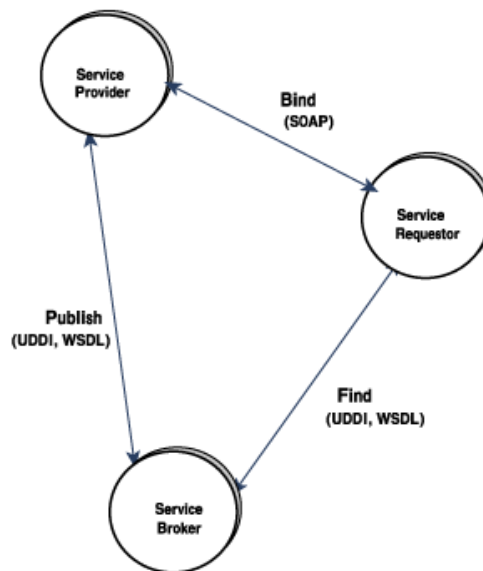 Service
Provider
Bind
(SOAP)
Service
Requestor
Publish
(UDDI, WSDL)
Find
(UDDI, WSDL)
Service
Broker